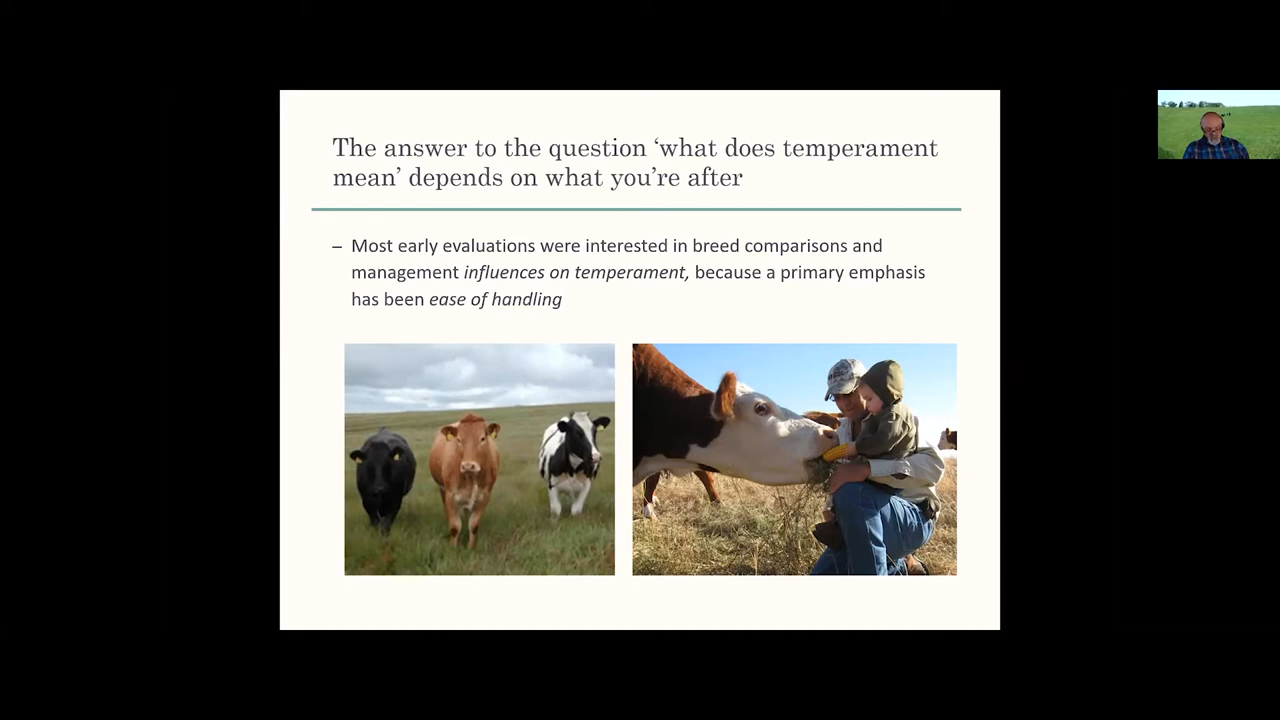 The answer to the question ‘what does temperament
mean’ depends on what you’re after
– Most early evaluations were interested in breed comparisons and
management influences on temperament, because a primary emphasis
has been ease of handling